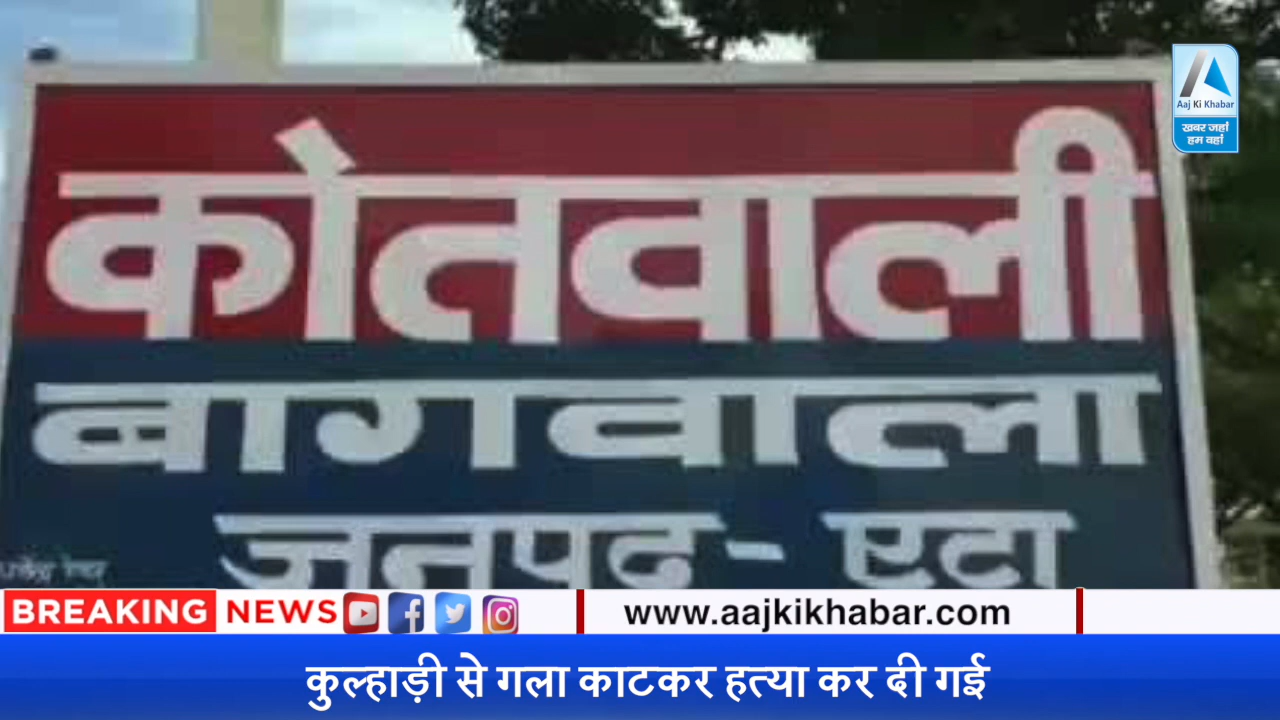 Aaj Ki Khabar
खबर जहां
हम वहां
कोतवाली
बागवाला
जनपद - एटा
BREAKING NEWS
www.aajkikhabar.com
कुल्हाड़ी से गला काटकर हत्या कर दी गई